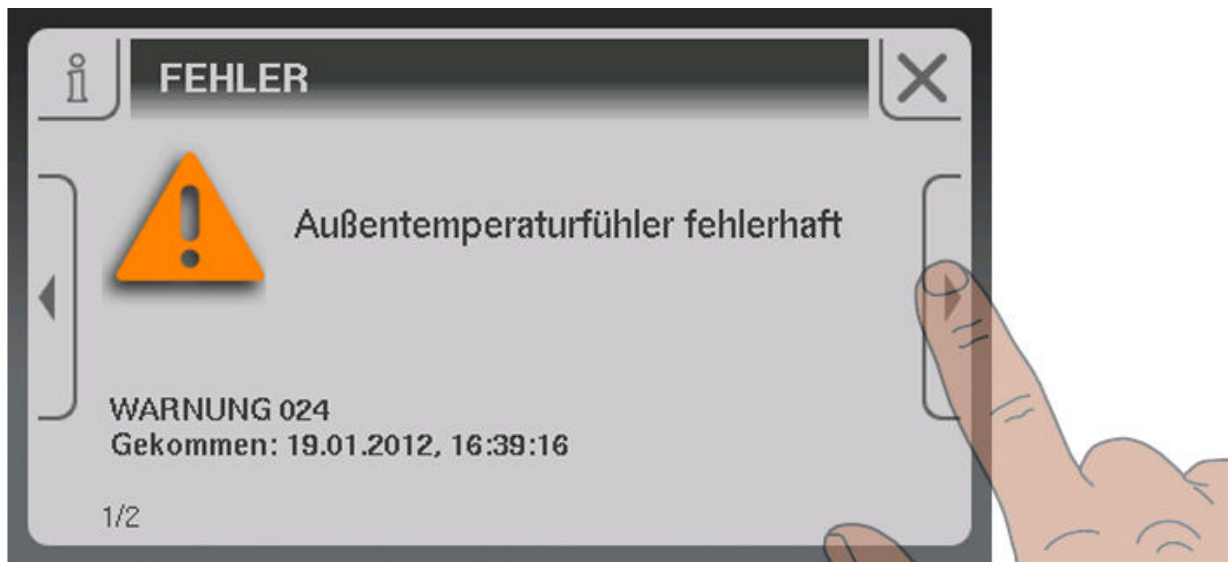 FEHLER
Außentemperaturfühler fehlerhaft
WARNUNG 024
Gekommen: 19.01.2012, 16:39:16
1/2